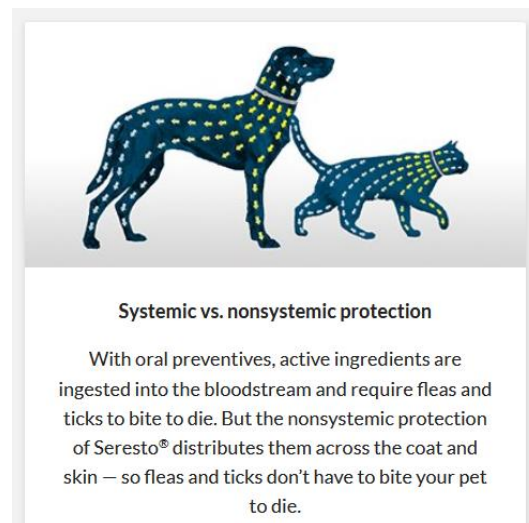 Systemic vs. nonsystemic protection
With oral preventives, active ingredients are
ingested into the bloodstream and require fleas and
ticks to bite to die. But the nonsystemic protection
of Seresto® distributes them across the coat and
skin — so fleas and ticks don’t have to bite your pet
to die.